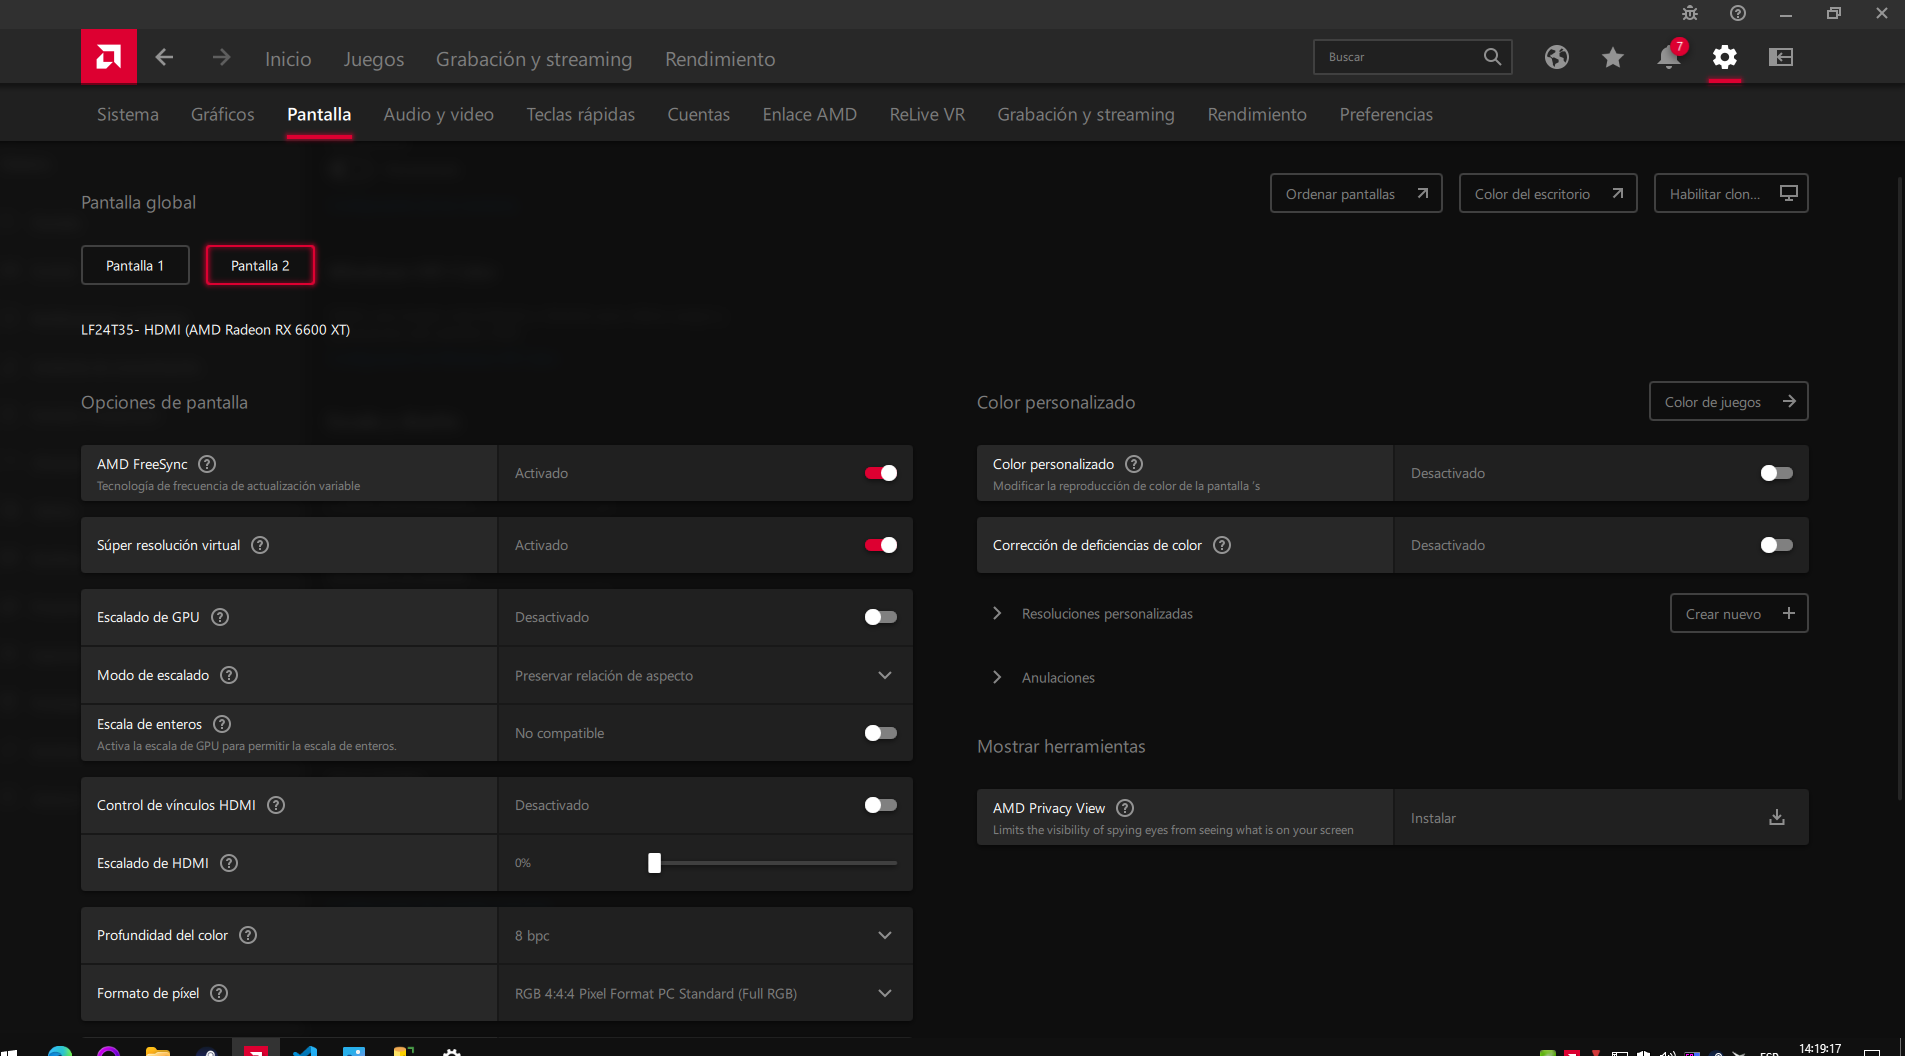 Inicio Juegos Grabación y streaming Rendimiento Buscar 7
Sistema Gráficos Pantalla Audio y video Teclas rápidas Cuentas Enlace AMD ReLive VR Grabación y streaming Rendimiento Preferencias
Pantalla global
Ordenar pantallas
Color del escritorio
Habilitar clon...
Pantalla 1 Pantalla 2
LF24T35- HDMI (AMD Radeon RX 6600 XT)
Opciones de pantalla
AMD FreeSync
Tecnología de frecuencia de actualización variable
Activado
Súper resolución virtual
Activado
Escalado de GPU
Desactivado
Modo de escalado
Preservar relación de aspecto
Escala de enteros
Activa la escala de GPU para permitir la escala de enteros.
No compatible
Control de vínculos HDMI
Desactivado
Escalado de HDMI
0%
Profundidad del color
8 bpc
Formato de píxel
RGB 4:4:4 Pixel Format PC Standard (Full RGB)
Color personalizado
Color de juegos
Color personalizado
Modificar la reproducción de color de la pantalla 's
Desactivado
Corrección de deficiencias de color
Desactivado
Resoluciones personalizadas
Crear nuevo
Anulaciones
Mostrar herramientas
AMD Privacy View
Limits the visibility of spying eyes from seeing what is on your screen
Instalar
14:19:17